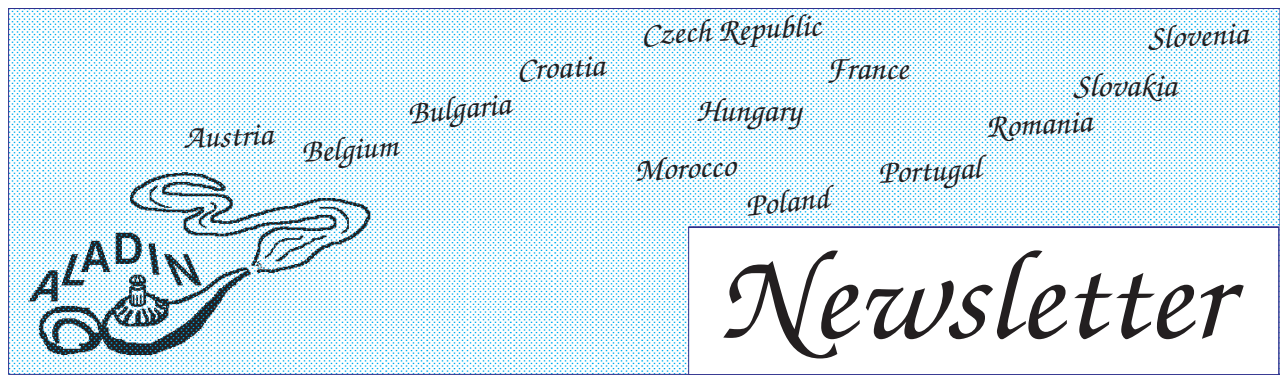 Czech Republic
Slovenia
Croatia
France
Slovakia
Bulgaria
Hungary
Romania
Austria
Belgium
Morocco
Portugal
Poland
ALADIN
Newsletter